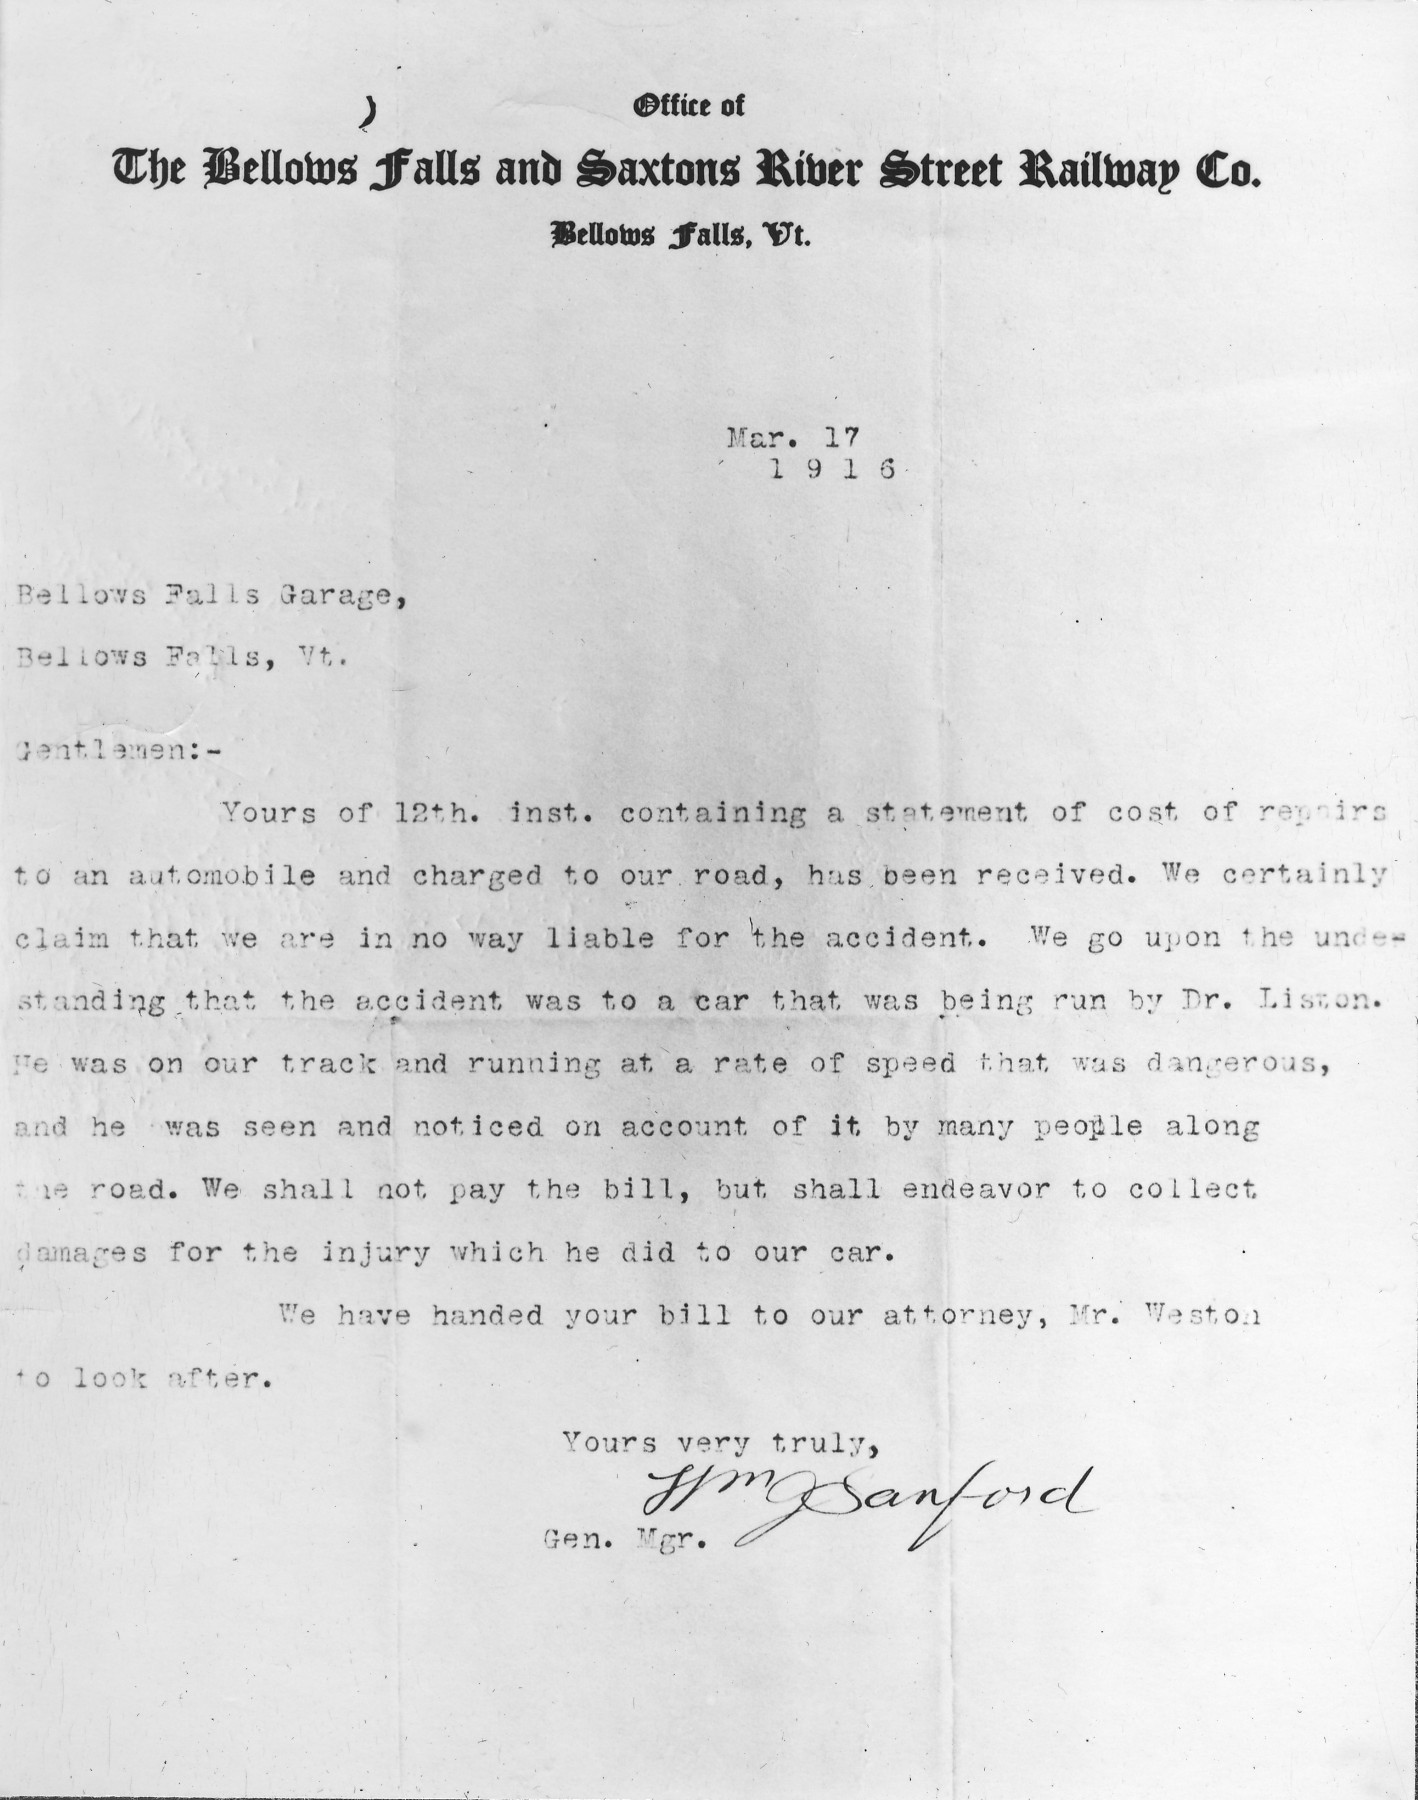 Office of
The Bellows Falls and Saxtons River Street Railway Co.
Bellows Falls, Vt.
Mar. 17
1 9 1 6
Bellows Falls Garage,
Bellows Falls, Vt.
Gentlemen:-
Yours of 12th. inst. containing a statement of cost of repairs
to an automobile and charged to our road, has been received. We certainly
claim that we are in no way liable for the accident. We go upon the unde-
standing that the accident was to a car that was being run by Dr. Liston.
He was on our track and running at a rate of speed that was dangerous,
and he was seen and noticed on account of it by many people along
the road. We shall not pay the bill, but shall endeavor to collect
damages for the injury which he did to our car.
We have handed your bill to our attorney, Mr. Weston
to look after.
Yours very truly,
Wm J Sanford
Gen. Mgr.